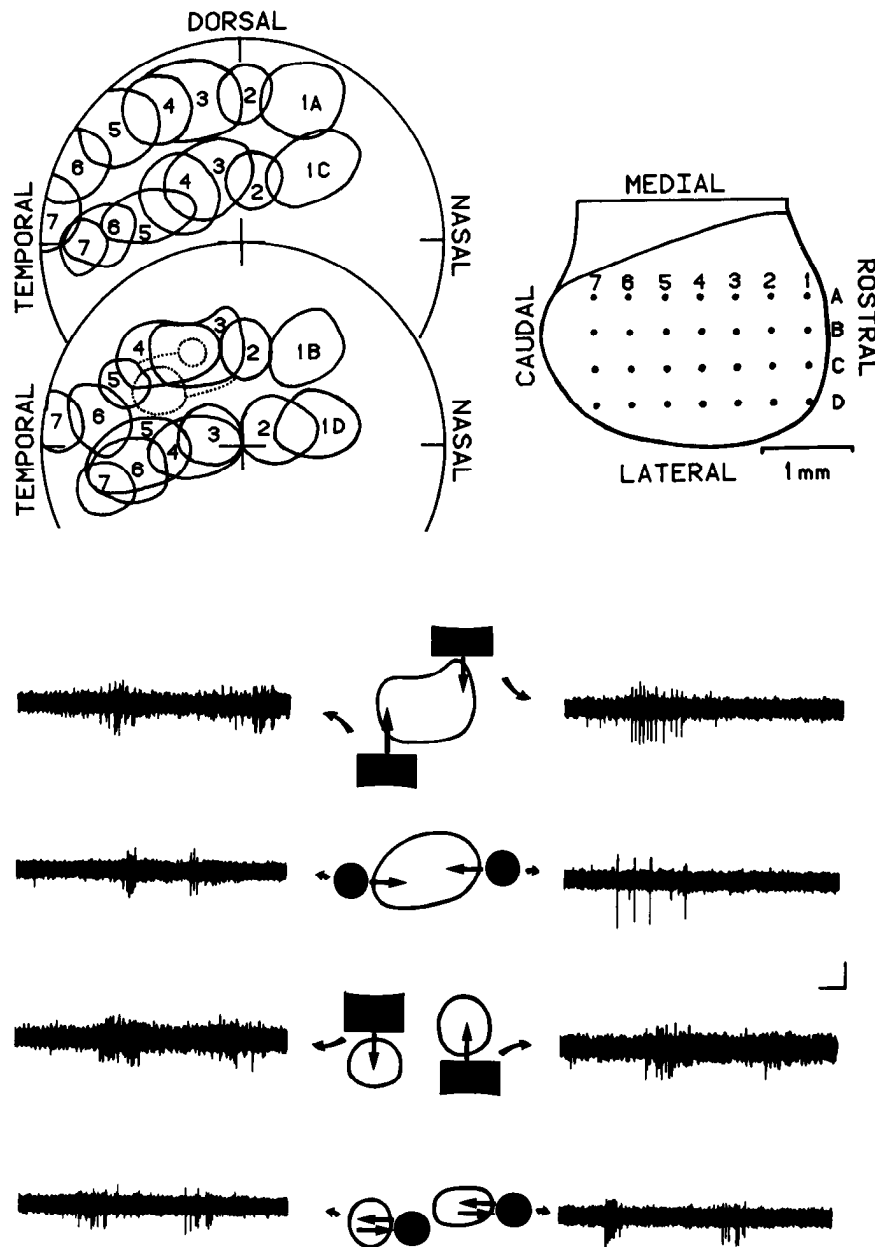 DORSAL
4 3 2 1A
5
6
7
3 1C
4 2
6 5
7
TEMPORAL
NASAL
3
4 2 1B
5
6
7
5 3 2 1D
4
6
7
TEMPORAL
NASAL
MEDIAL
7 6 5 4 3 2 1
A
B
C
D
CAUDAL
ROSTRAL
LATERAL
1mm